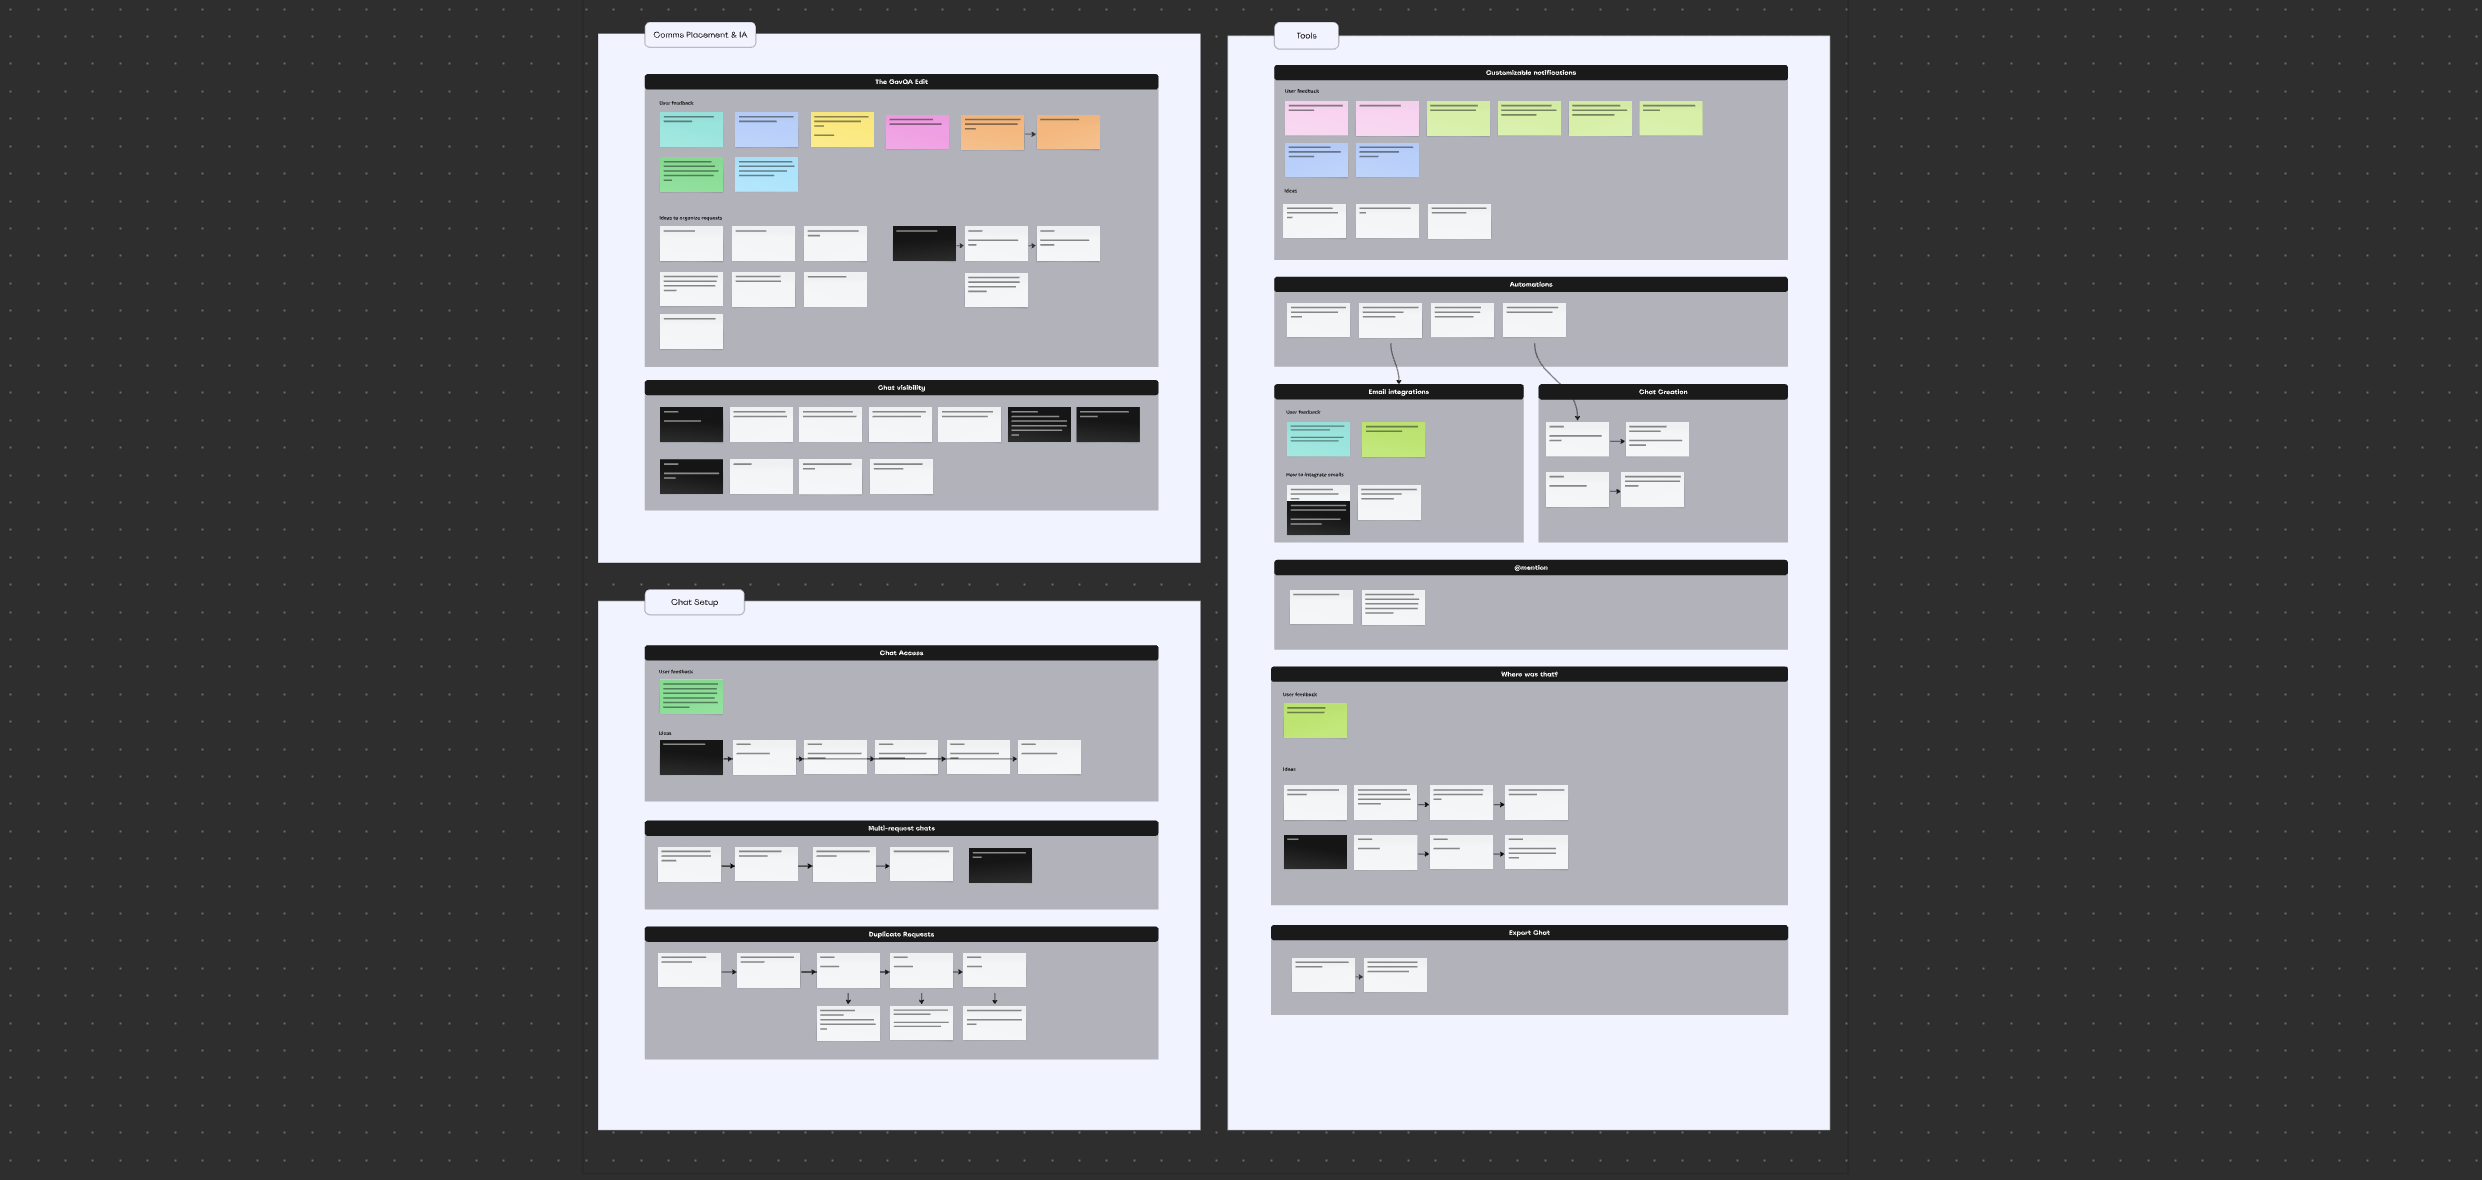 Comms Placement & IA
The GovQA Edit
User feedback
Ideas to organize requests
Chat visibility
Chat Setup
Chat Access
User feedback
Ideas
Multi-request chats
Duplicate Requests
Tools
Customizable notifications
User feedback
Ideas
Automations
Email integrations
User feedback
How to integrate emails
Chat Creation
@mention
Where was that?
User feedback
Ideas
Export Chat